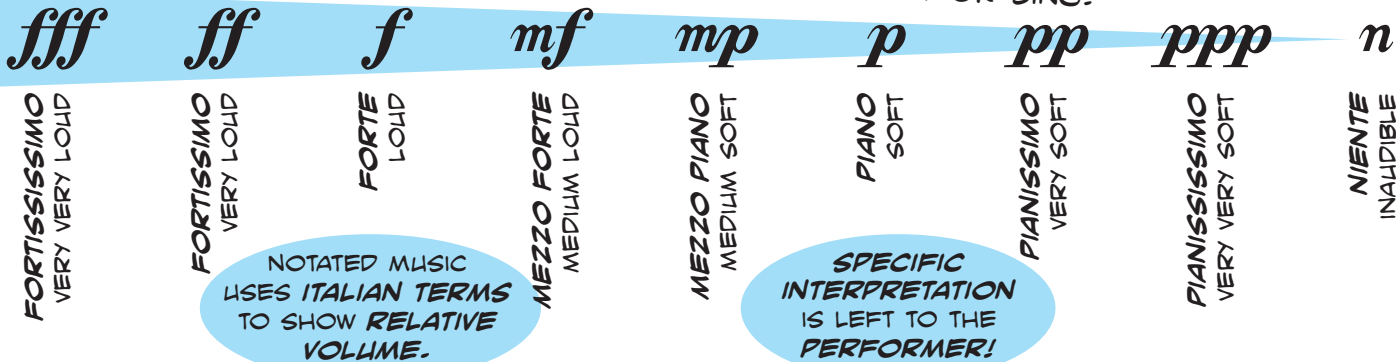 OR SING!
fff
ff
f
mf
mp
p
pp
ppp
n
FORTISSISSIMO
VERY VERY LOUD
FORTISSIMO
VERY LOUD
FORTE
LOUD
MEZZO FORTE
MEDIUM LOUD
MEZZO PIANO
MEDIUM SOFT
PIANO
SOFT
PIANISSIMO
VERY SOFT
PIANISSISSIMO
VERY VERY SOFT
NIENTE
INAUDIBLE
NOTATED MUSIC
USES ITALIAN TERMS
TO SHOW RELATIVE
VOLUME.
SPECIFIC
INTERPRETATION
IS LEFT TO THE
PERFORMER!